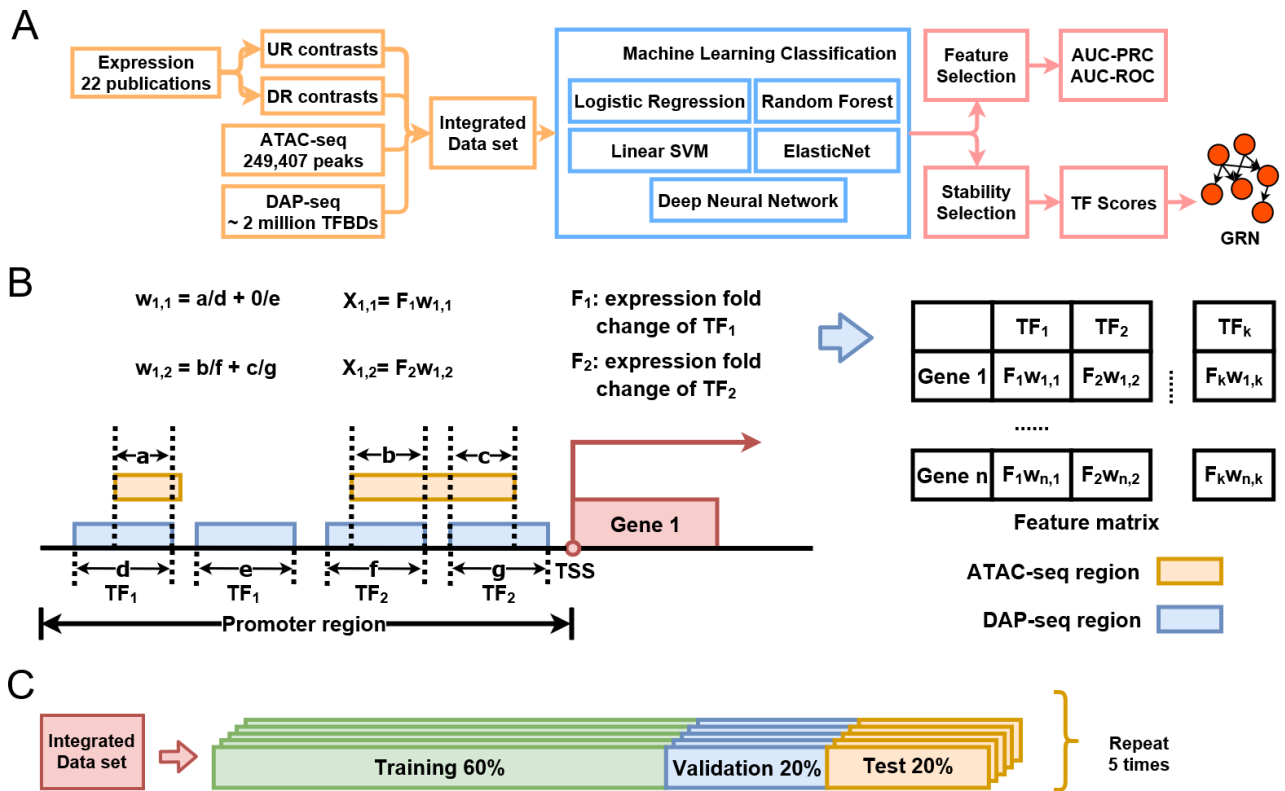 A
Expression
22 publications
UR contrasts
DR contrasts
ATAC-seq
249,407 peaks
DAP-seq
~ 2 million TFBDs
Integrated
Data set
Machine Learning Classification
Logistic Regression
Random Forest
Linear SVM
ElasticNet
Deep Neural Network
Feature
Selection
AUC-PRC
AUC-ROC
Stability
Selection
TF Scores
GRN
B
w1,1 = a/d + 0/e
X1,1= F1w1,1
F1: expression fold
change of TF1
w1,2 = b/f + c/g
X1,2= F2w1,2
F2: expression fold
change of TF2
a
b
c
Gene 1
d
e
f
g
TSS
TF1
TF1
TF2
TF2
Promoter region
TF1 TF2 TFk
Gene 1 F1w1,1 F2w1,2 Fkw1,k
......
Gene n F1wn,1 F2wn,2 Fkwn,k
Feature matrix
ATAC-seq region
DAP-seq region
C
Integrated
Data set
Training 60%
Validation 20%
Test 20%
Repeat
5 times